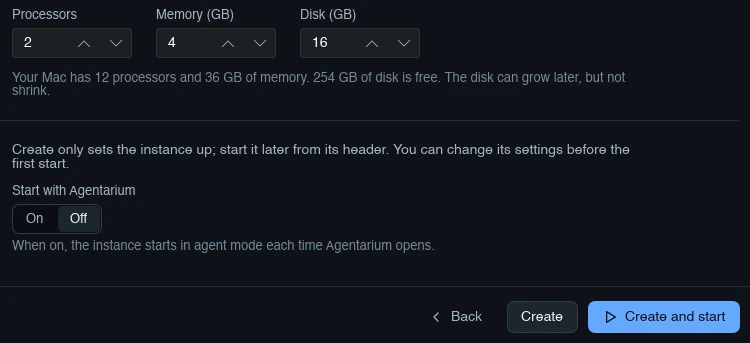 Processors Memory (GB) Disk (GB)
2 4 16
Your Mac has 12 processors and 36 GB of memory. 254 GB of disk is free. The disk can grow later, but not
shrink.
Create only sets the instance up; start it later from its header. You can change its settings before the
first start.
Start with Agentarium
On Off
When on, the instance starts in agent mode each time Agentarium opens.
Back Create Create and start